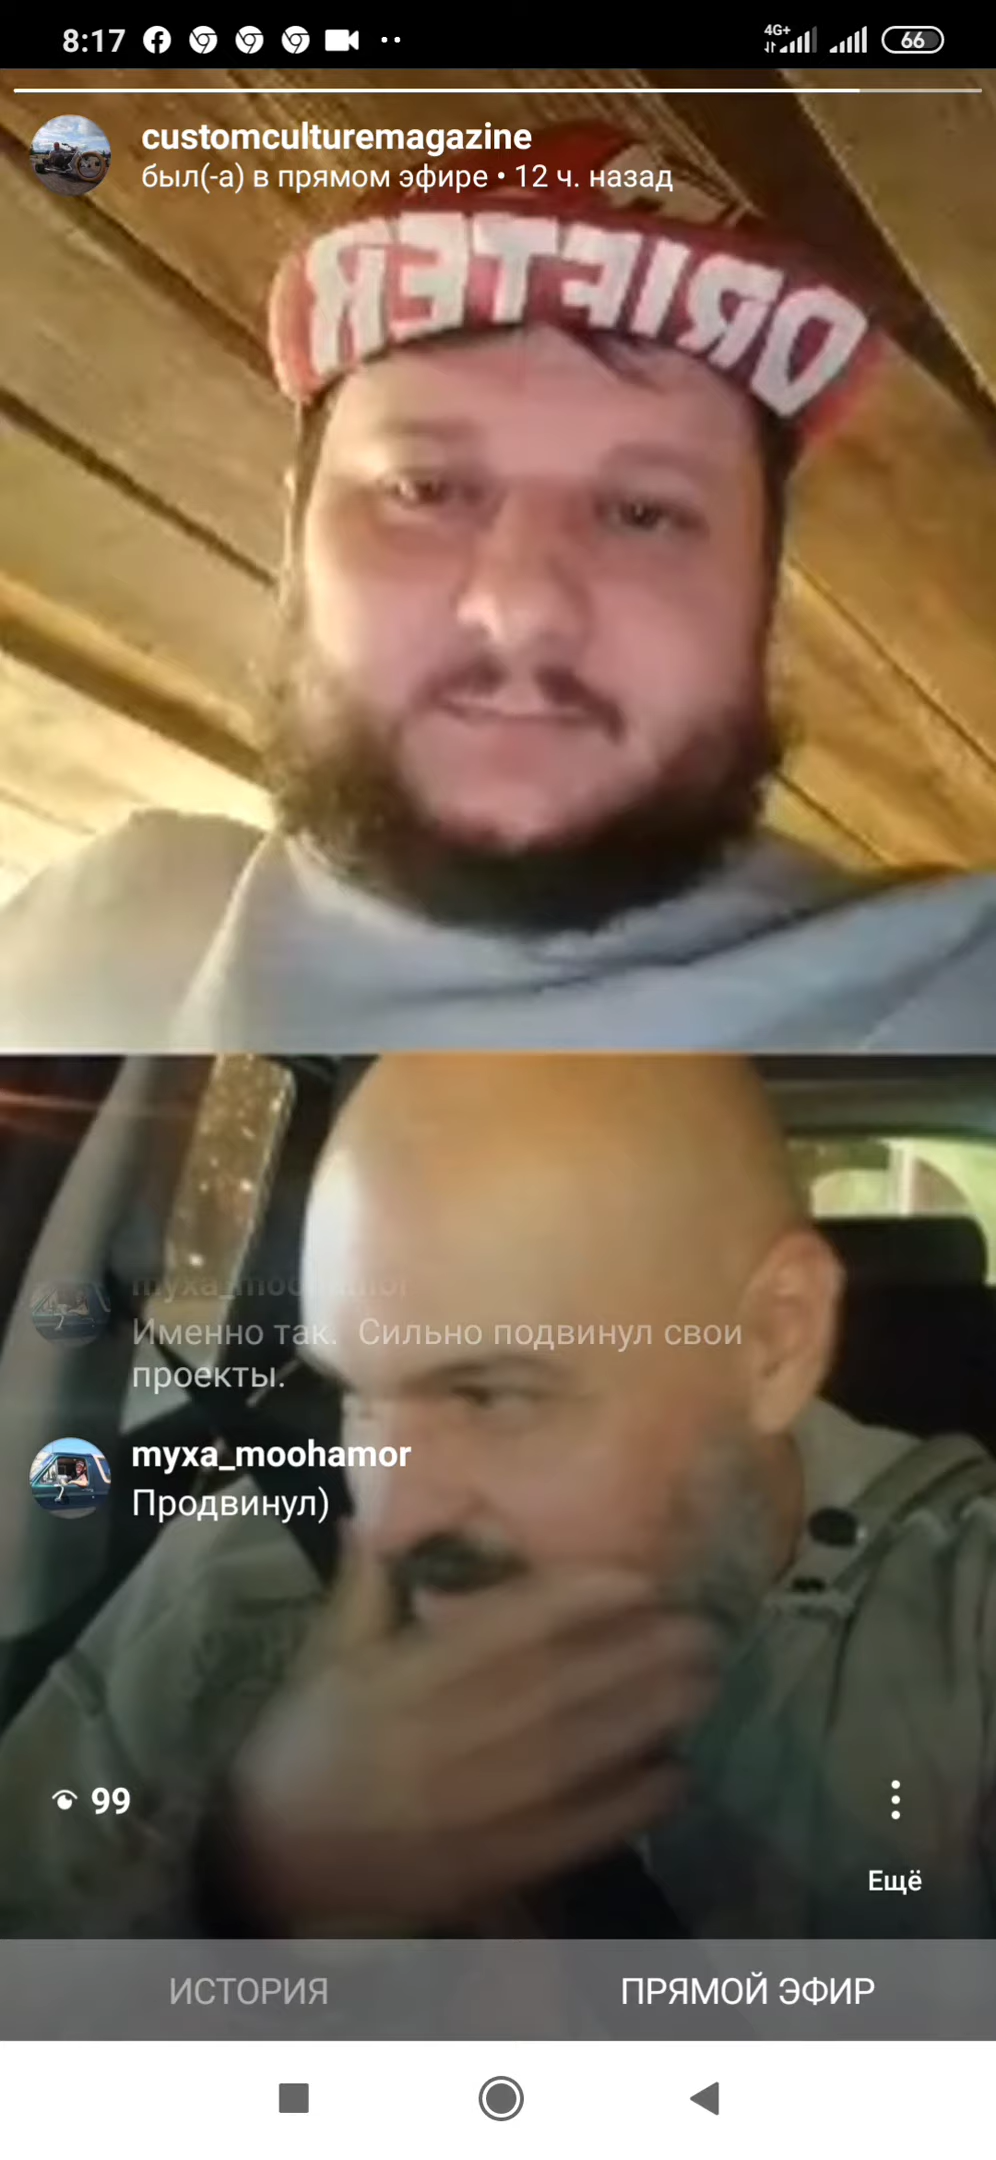 8:17
4G+
66
customculturemagazine
был(-а) в прямом эфире • 12 ч. назад
DRIFTER
myxa_moohamor
Именно так. Сильно подвинул свои
проекты.
myxa_moohamor
Продвинул)
99
Ещё
ИСТОРИЯ
ПРЯМОЙ ЭФИР